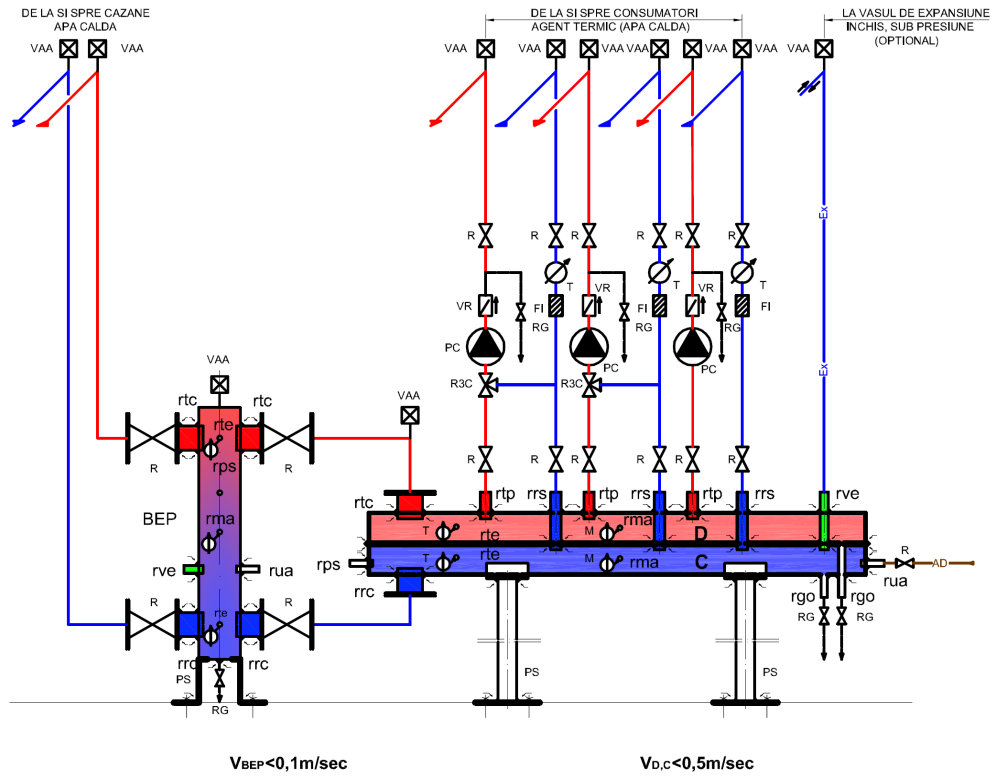 DE LA SI SPRE CAZANE
APA CALDA
DE LA SI SPRE CONSUMATORI
AGENT TERMIC (APA CALDA)
LA VASUL DE EXPANSIUNE
INCHIS, SUB PRESIUNE
(OPTIONAL)
VAA VAA VAA VAA VAA VAA VAA VAA
Ex
R R R R R R
T T T
VR FI VR FI VR FI
RG RG RG
PC PC PC
Ex
R3C R3C
VAA
VAA
rtc rtc
R R R R R R
rte
R R
rps
rtc rtp rrs rtp rrs rtp rrs rve
BEP
rma
T rte M rma D
rve rua
rps T rte M rma C
R AD
rua
rrc
rgo rgo
R rte R
RG RG
rrc rrc
PS PS PS
RG
VBEP<0,1m/sec
VD,C<0,5m/sec